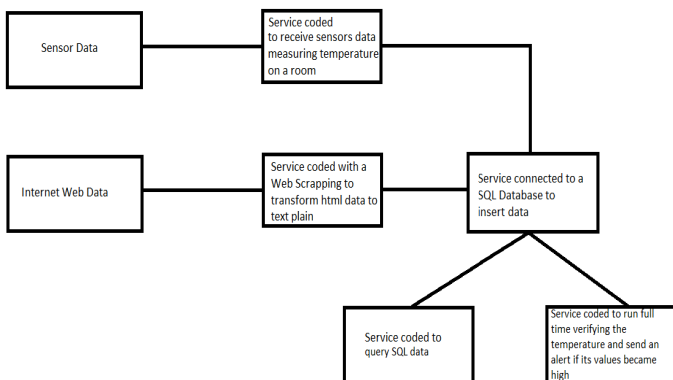 Sensor Data
Service coded
to receive sensors data
measuring temperature
on a room
Internet Web Data
Service coded with a
Web Scrapping to
transform html data to
text plain
Service connected to a
SQL Database to
insert data
Service coded to
query SQL data
Service coded to run full
time verifying the
temperature and send an
alert if its values became
high